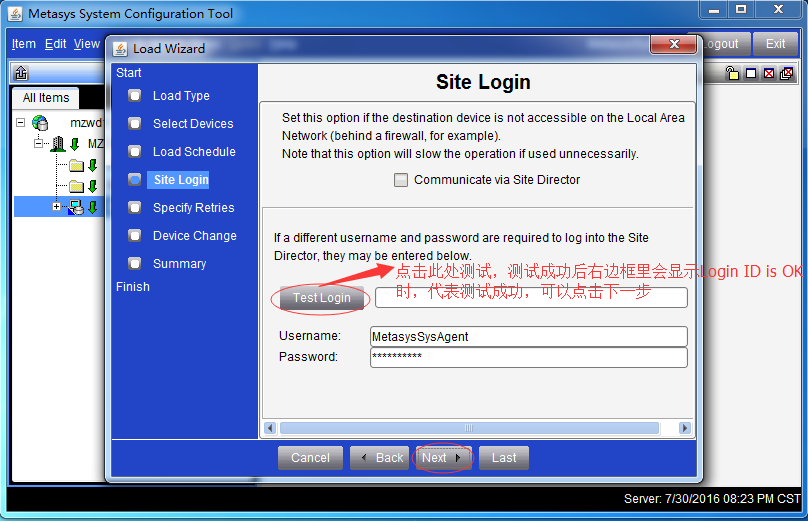 Metasys System Configuration Tool
Item Edit View
Logout Exit
Load Wizard
All Items
mzwd
MZ
Start
Load Type
Select Devices
Load Schedule
Site Login
Specify Retries
Device Change
Summary
Finish
Site Login
Set this option if the destination device is not accessible on the Local Area
Network (behind a firewall, for example).
Note that this option will slow the operation if used unnecessarily.
Communicate via Site Director
If a different username and password are required to log into the Site
Director, they may be entered below.
点击此处测试，测试成功后右边框里会显示Login ID is OK
时，代表测试成功，可以点击下一步
Test Login
Username: MetasysSysAgent
Password: **********
Cancel Back Next Last
Server: 7/30/2016 08:23 PM CST